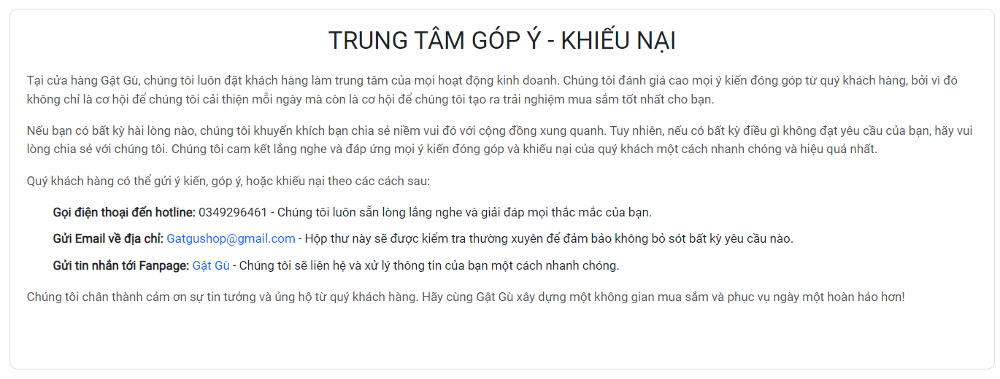 TRUNG TÂM GÓP Ý - KHIẾU NẠI
Tại cửa hàng Gật Gù, chúng tôi luôn đặt khách hàng làm trung tâm của mọi hoạt động kinh doanh. Chúng tôi đánh giá cao mọi ý kiến đóng góp từ quý khách hàng, bởi vì đó
không chỉ là cơ hội để chúng tôi cải thiện mỗi ngày mà còn là cơ hội để chúng tôi tạo ra trải nghiệm mua sắm tốt nhất cho bạn.
Nếu bạn có bất kỳ hài lòng nào, chúng tôi khuyến khích bạn chia sẻ niềm vui đó với cộng đồng xung quanh. Tuy nhiên, nếu có bất kỳ điều gì không đạt yêu cầu của bạn, hãy vui
lòng chia sẻ với chúng tôi. Chúng tôi cam kết lắng nghe và đáp ứng mọi ý kiến đóng góp và khiếu nại của quý khách một cách nhanh chóng và hiệu quả nhất.
Quý khách hàng có thể gửi ý kiến, góp ý, hoặc khiếu nại theo các cách sau:
Gọi điện thoại đến hotline: 0349296461 - Chúng tôi luôn sẵn lòng lắng nghe và giải đáp mọi thắc mắc của bạn.
Gửi Email về địa chỉ: Gatgushop@gmail.com - Hộp thư này sẽ được kiểm tra thường xuyên để đảm bảo không bỏ sót bất kỳ yêu cầu nào.
Gửi tin nhắn tới Fanpage: Gật Gù - Chúng tôi sẽ liên hệ và xử lý thông tin của bạn một cách nhanh chóng.
Chúng tôi chân thành cảm ơn sự tin tưởng và ủng hộ từ quý khách hàng. Hãy cùng Gật Gù xây dựng một không gian mua sắm và phục vụ ngày một hoàn hảo hơn!